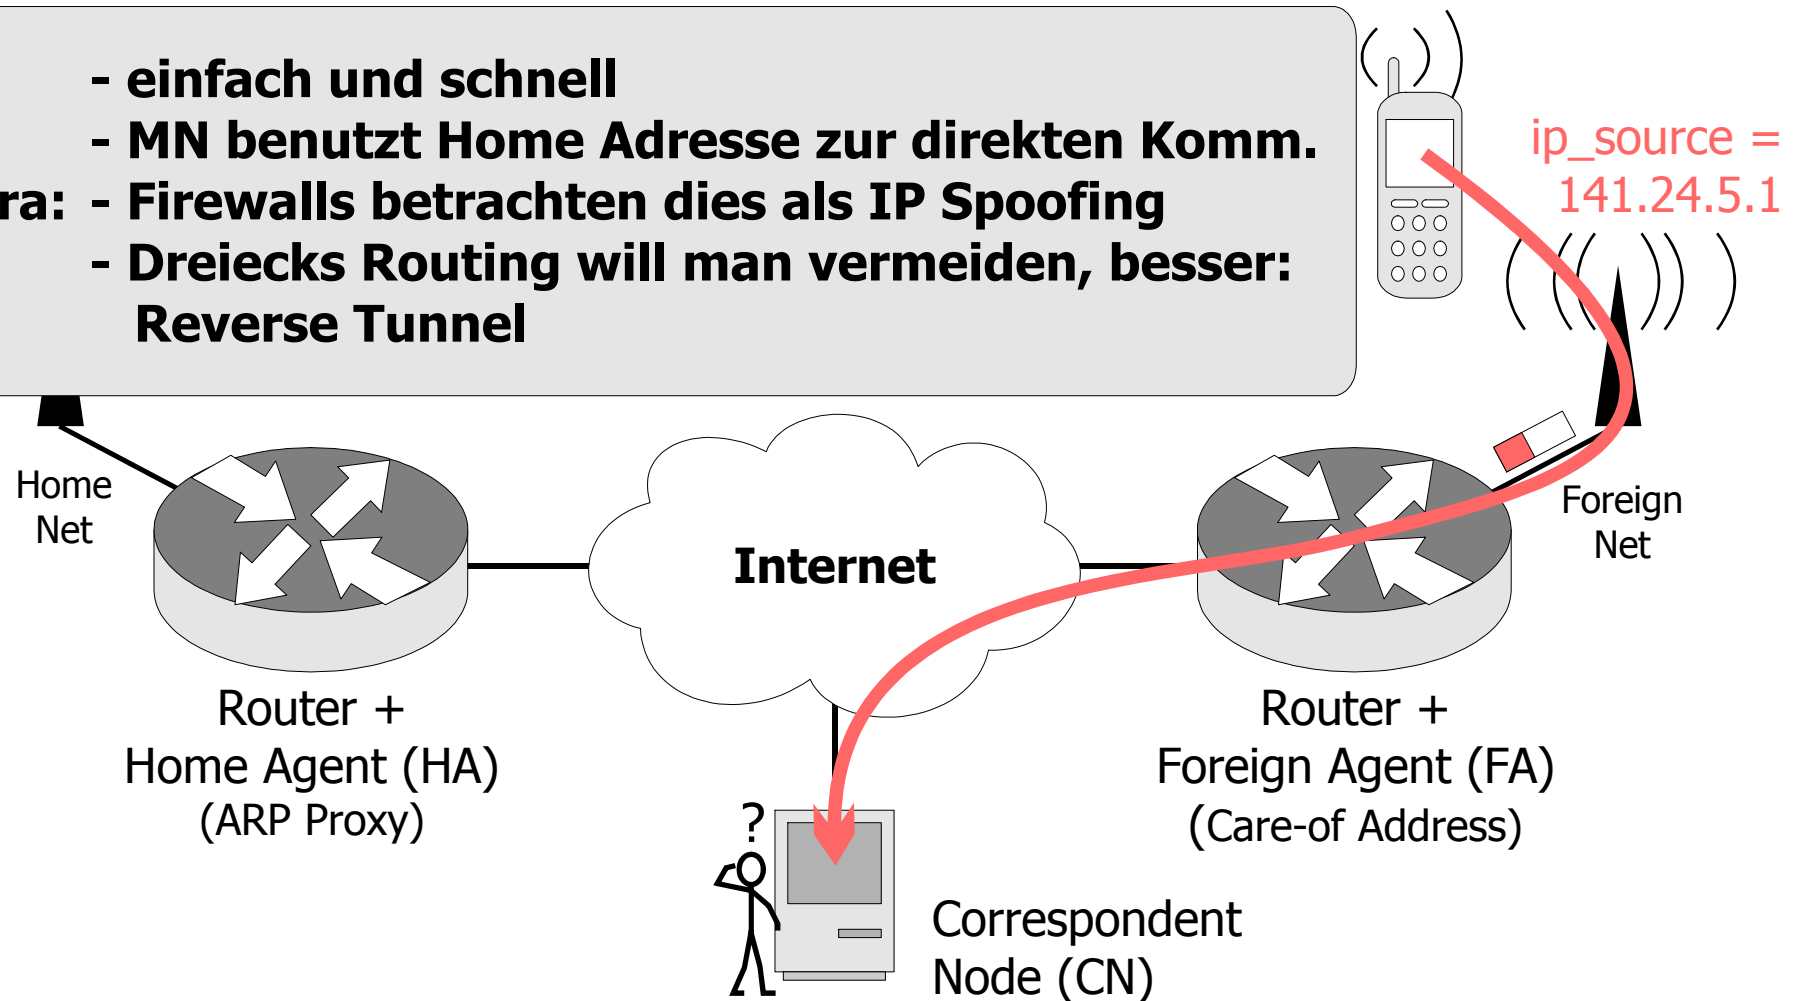 - einfach und schnell
- MN benutzt Home Adresse zur direkten Komm.
ra: - Firewalls betrachten dies als IP Spoofing
- Dreiecks Routing will man vermeiden, besser:
Reverse Tunnel
ip_source =
141.24.5.1
Home
Net
Internet
Foreign
Net
Router +
Home Agent (HA)
(ARP Proxy)
Router +
Foreign Agent (FA)
(Care-of Address)
?
Correspondent
Node (CN)